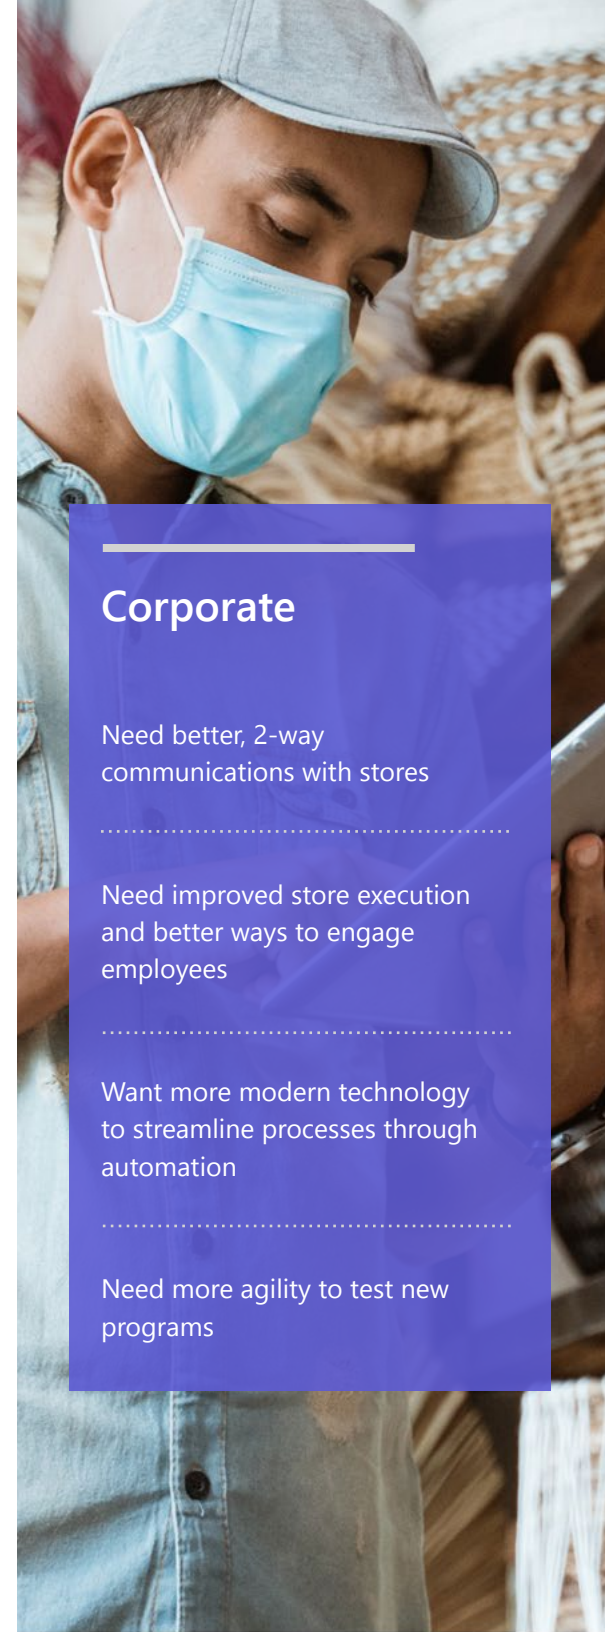 Corporate
Need better, 2-way
communications with stores
Need improved store execution
and better ways to engage
employees
Want more modern technology
to streamline processes through
automation
Need more agility to test new
programs